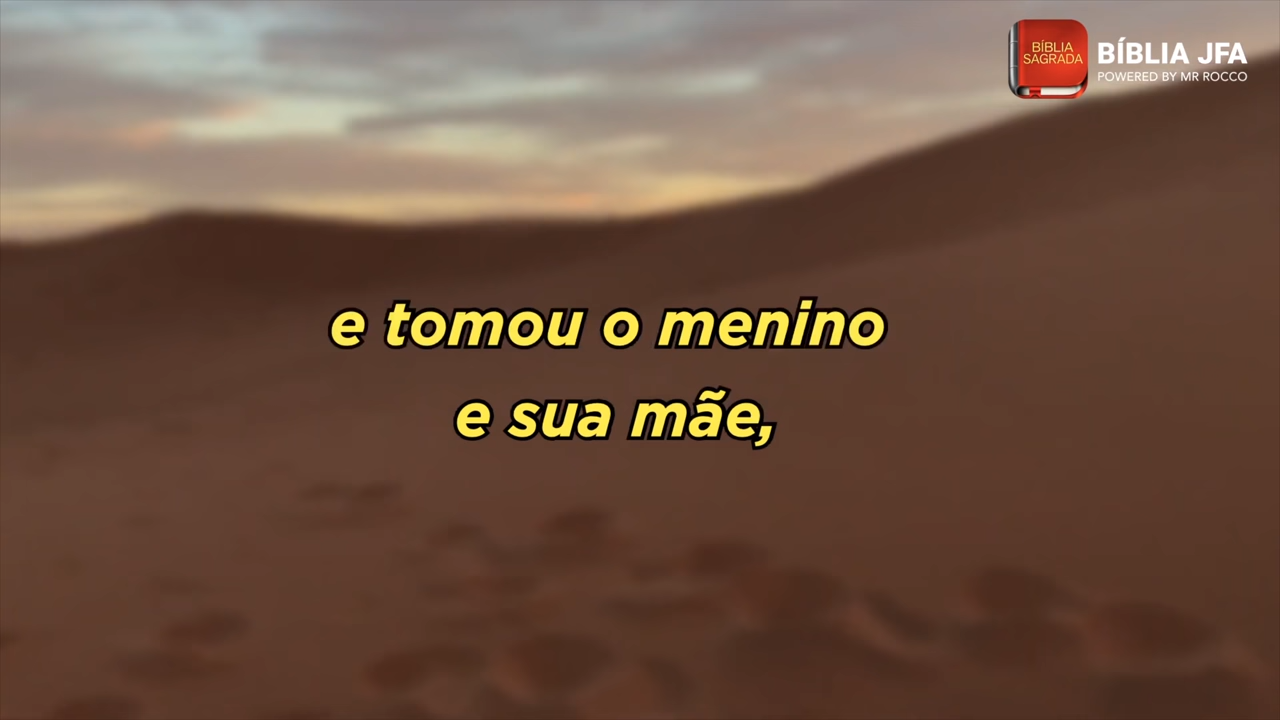 BÍBLIA
SAGRADA
BÍBLIA JFA
POWERED BY MR ROCCO
e tomou o menino
e sua mãe,